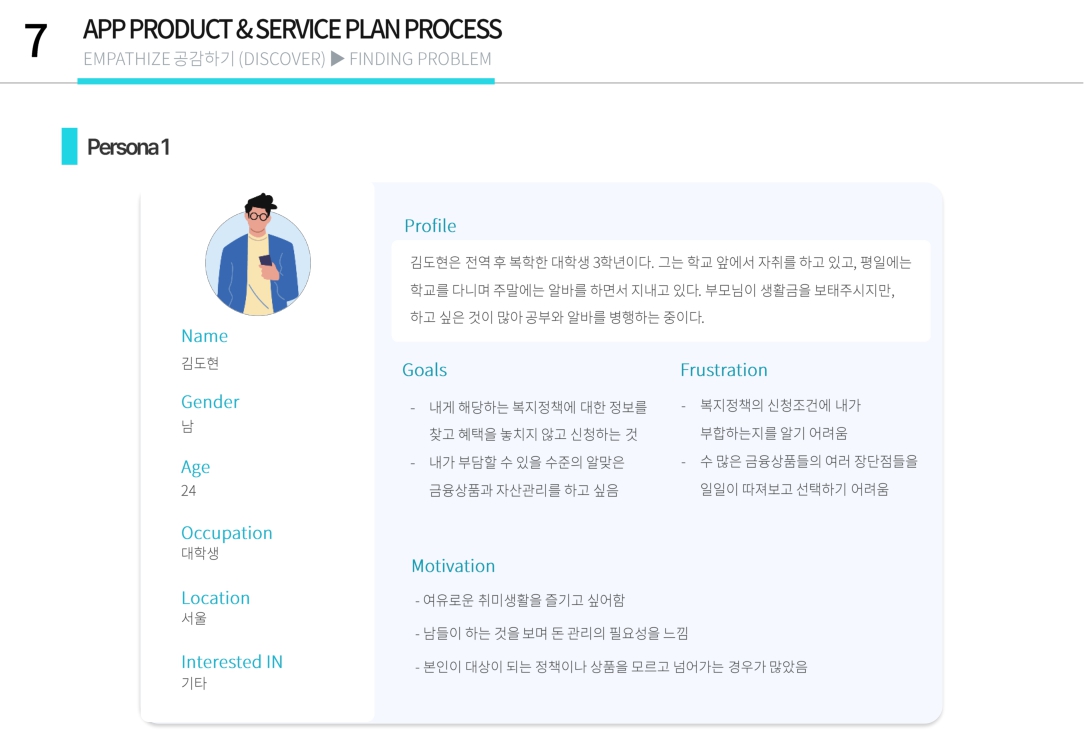 7
APP PRODUCT & SERVICE PLAN PROCESS
EMPATHIZE 공감하기 (DISCOVER) ▶ FINDING PROBLEM
Persona 1
Name
김도현
Gender
남
Age
24
Occupation
대학생
Location
서울
Interested IN
기타
Profile
김도현은 전역 후 복학한 대학생 3학년이다. 그는 학교 앞에서 자취를 하고 있고, 평일에는
학교를 다니며 주말에는 알바를 하면서 지내고 있다. 부모님이 생활금을 보태주시지만,
하고 싶은 것이 많아 공부와 알바를 병행하는 중이다.
Goals
- 내게 해당하는 복지정책에 대한 정보를
찾고 혜택을 놓치지 않고 신청하는 것
- 내가 부담할 수 있을 수준의 알맞은
금융상품과 자산관리를 하고 싶음
Frustration
- 복지정책의 신청조건에 내가
부합하는지를 알기 어려움
- 수 많은 금융상품들의 여러 장단점들을
일일이 따져보고 선택하기 어려움
Motivation
- 여유로운 취미생활을 즐기고 싶어함
- 남들이 하는 것을 보며 돈 관리의 필요성을 느낌
- 본인이 대상이 되는 정책이나 상품을 모르고 넘어가는 경우가 많았음